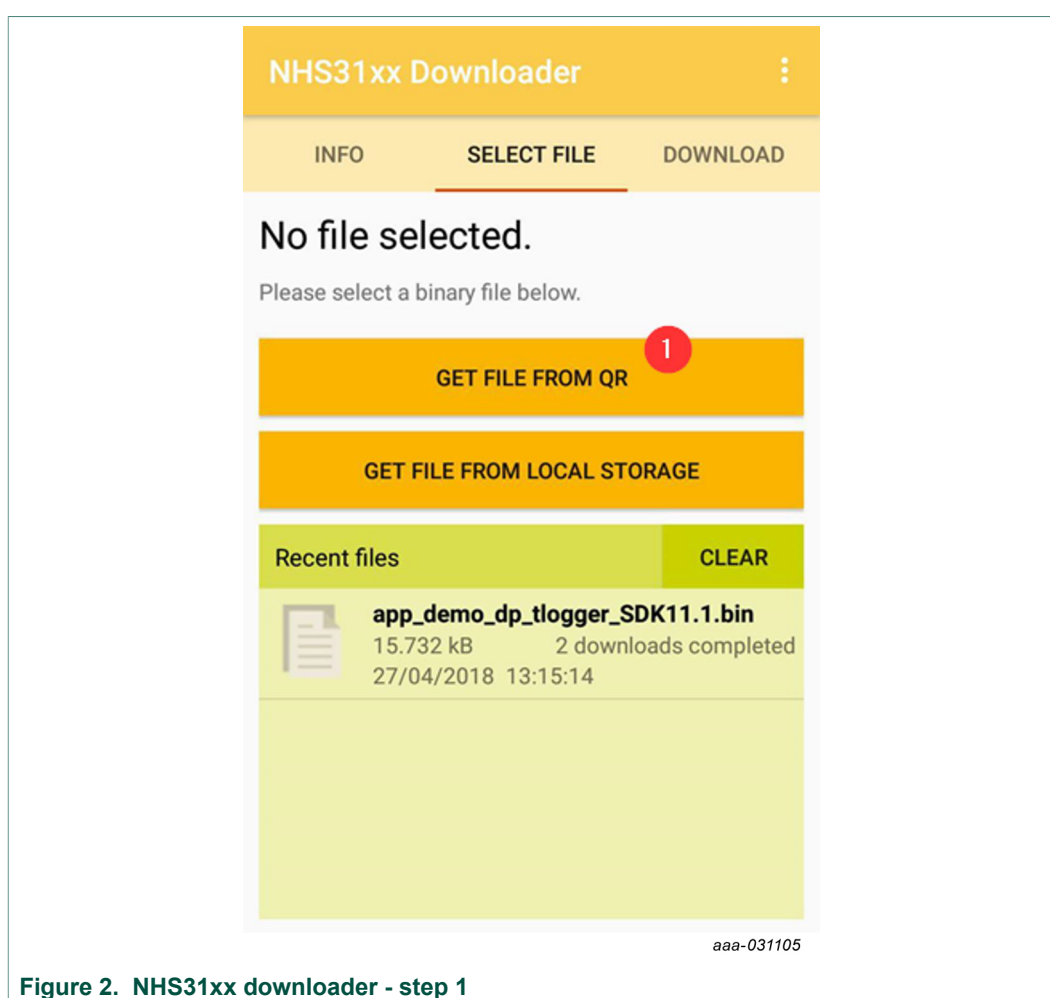 NHS31xx Downloader
INFO SELECT FILE DOWNLOAD
No file selected.
Please select a binary file below.
1
GET FILE FROM QR
GET FILE FROM LOCAL STORAGE
Recent files CLEAR
app_demo_dp_tlogger_SDK11.1.bin
15.732 kB 2 downloads completed
27/04/2018 13:15:14
aaa-031105
Figure 2. NHS31xx downloader - step 1